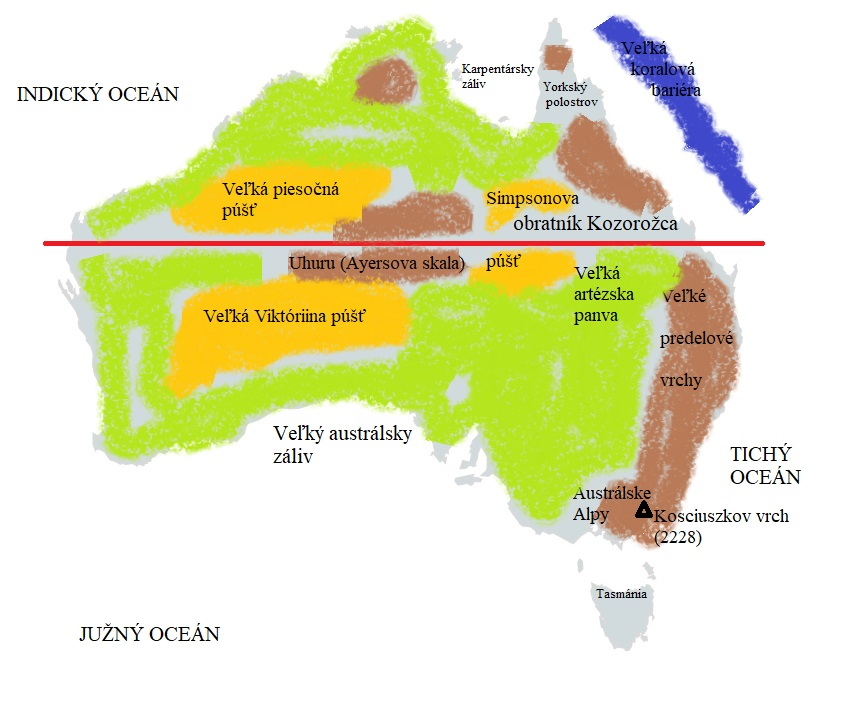 INDICKÝ OCEÁN
Karpentársky
záliv
Yorkský
polostrov
Veľká
koralová
bariéra
Veľká piesočná
púšť
Simpsonova
obratník Kozorožca
Uhuru (Ayersova skala)
púšť
Veľká
artézska
panva
Veľké
predelové
vrchy
Veľká Viktóriina púšť
Veľký austrálsky
záliv
TICHÝ
OCEÁN
Austrálske
Alpy
Kosciuszkov vrch
(2228)
Tasmánia
JUŽNÝ OCEÁN